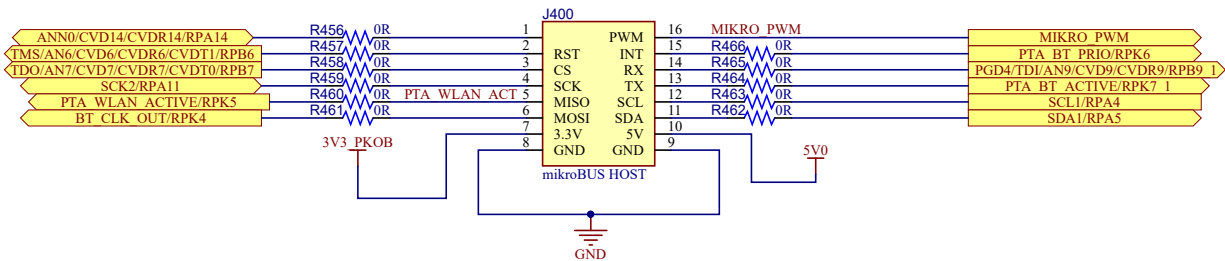 J400
ANN0/CVD14/CVDR14/RPA14 R456 0R 1 PWM 16 MIKRO_PWM MIKRO_PWM
TMS/AN6/CVD6/CVDR6/CVDT1/RPB6 R457 0R 2 RST INT 15 R466 0R PTA_BT_PRIO/RPK6
TDO/AN7/CVD7/CVDR7/CVDT0/RPB7 R458 0R 3 CS RX 14 R465 0R PGD4/TDI/AN9/CVD9/CVDR9/RPB9_1
SCK2/RPA11 R459 0R 4 SCK TX 13 R464 0R PTA_BT_ACTIVE/RPK7_1
PTA_WLAN_ACTIVE/RPK5 R460 0R PTA_WLAN_ACT 5 MISO SCL 12 R463 0R SCL1/RPA4
BT_CLK_OUT/RPK4 R461 0R 6 MOSI SDA 11 R462 0R SDA1/RPA5
7 3.3V 5V 10
3V3_PKOB 8 GND GND 9 5V0
mikroBUS HOST
GND